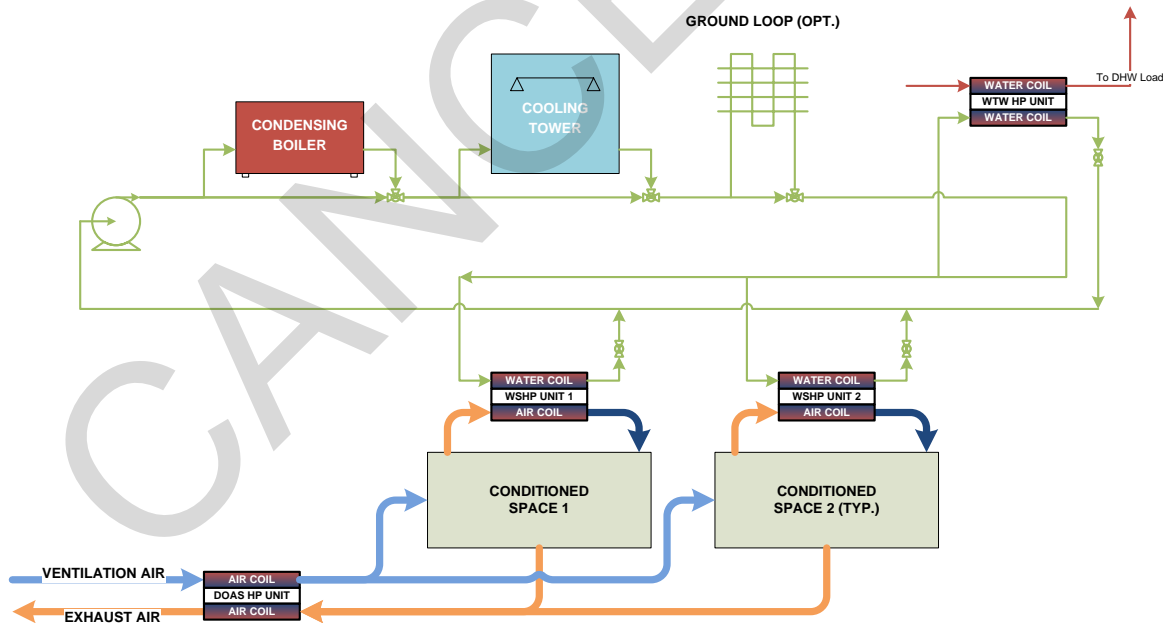 GROUND LOOP (OPT.)
CONDENSING
BOILER
COOLING
TOWER
WATER COIL
WTW HP UNIT
WATER COIL
To DHW Load
WATER COIL
WSHP UNIT 1
AIR COIL
WATER COIL
WSHP UNIT 2
AIR COIL
CONDITIONED
SPACE 1
CONDITIONED
SPACE 2 (TYP.)
VENTILATION AIR
EXHAUST AIR
AIR COIL
DOAS HP UNIT
AIR COIL
CANCEL